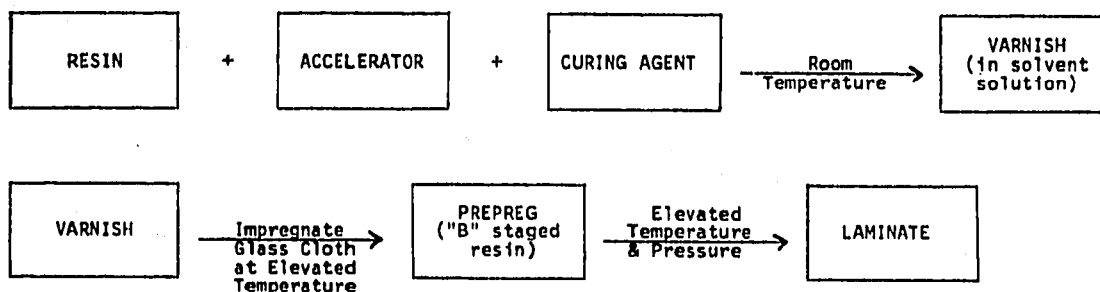 RESIN
+
ACCELERATOR
+
CURING AGENT
Room
Temperature
VARNISH
(in solvent
solution)
VARNISH
Impregnate
Glass Cloth
at Elevated
Temperature
PREPREG
("B" staged
resin)
Elevated
Temperature
& Pressure
LAMINATE